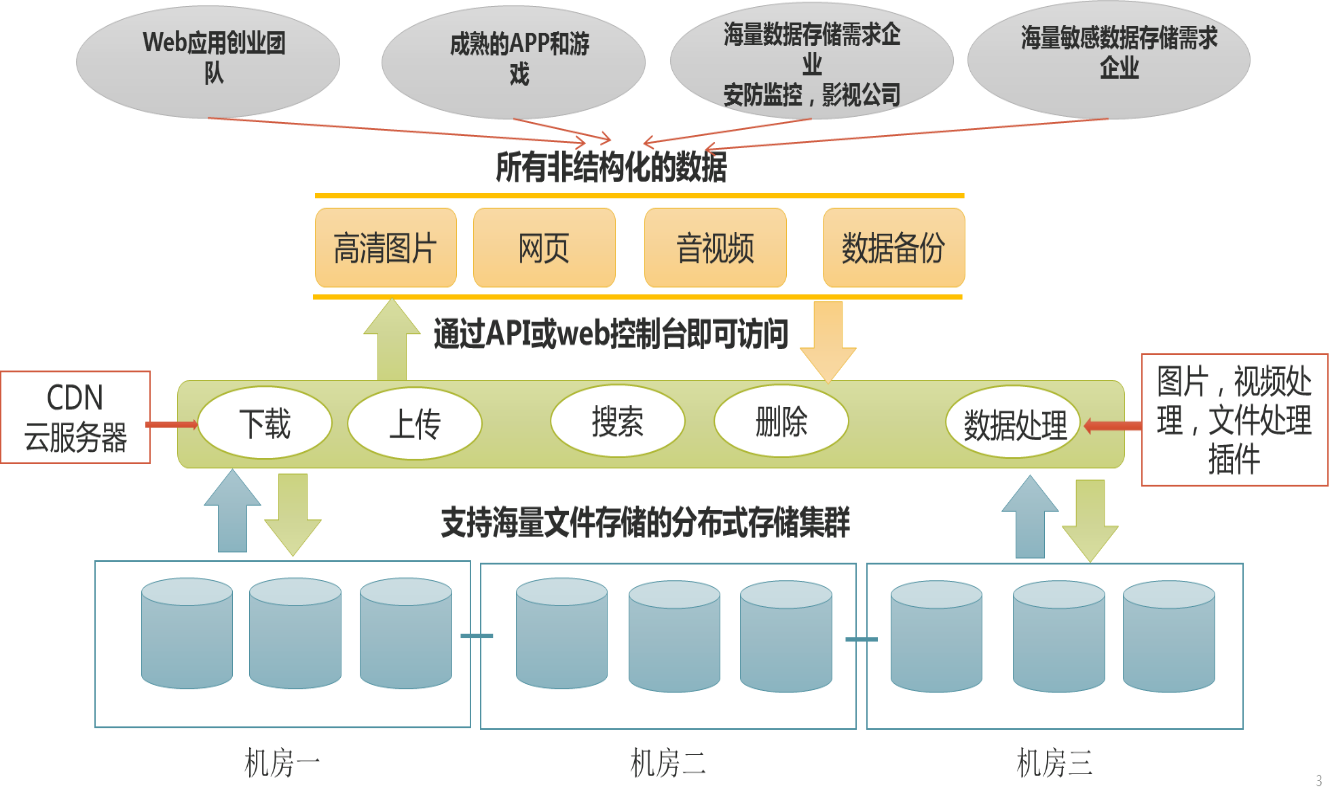 Web应用创业团
队
成熟的APP和游
戏
海量数据存储需求企
业
安防监控，影视公司
海量敏感数据存储需求
企业
所有非结构化的数据
高清图片
网页
音视频
数据备份
通过API或web控制台即可访问
CDN
云服务器
下载
上传
搜索
删除
数据处理
图片，视频处
理，文件处理
插件
支持海量文件存储的分布式存储集群
机房一
机房二
机房三
3